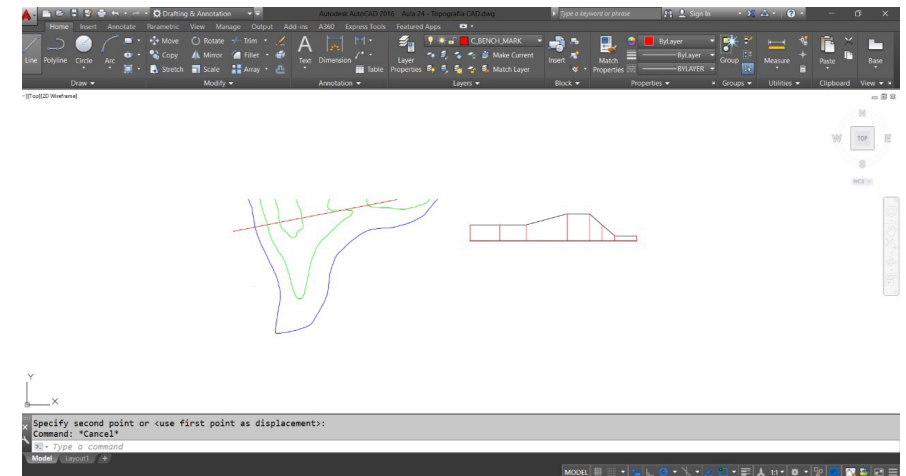 Drafting & Annotation
Autodesk AutoCAD 2016 Aula 24 - Topografia CAD.dwg
Type a keyword or phrase
Sign In
Home Insert Annotate Parametric View Manage Output Add-ins A360 Express Tools Featured Apps
Move Rotate Trim
C_BENCH_MARK
ByLayer
Line Polyline Circle Arc
Copy Mirror Fillet
Text Dimension
Layer Properties
Make Current
Insert
Match Properties
ByLayer
Group
Measure
Paste
Base
Stretch Scale Array
Table
Match Layer
BYLAYER
Draw Modify Annotation Layers Block Properties Groups Utilities Clipboard View
[Top][2D Wireframe]
N
W TOP E
S
WCS
Y
X
Specify second point or <use first point as displacement>:
Command: *Cancel*
Type a command
Model Layout1 +
MODEL 1:1